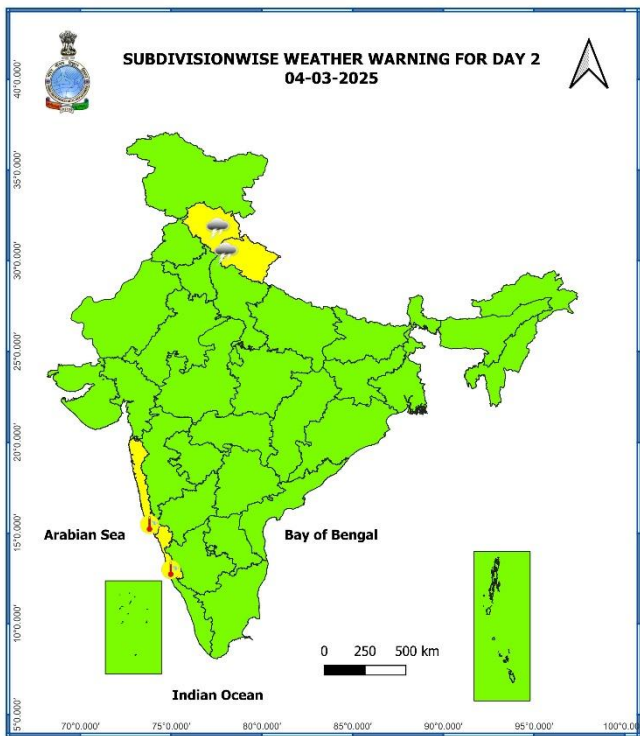 SUBDIVISIONWISE WEATHER WARNING FOR DAY 2
04-03-2025
40°0.000'
35°0.000'
30°0.000'
25°0.000'
20°0.000'
15°0.000'
10°0.000'
5°0.000'
Arabian Sea
Bay of Bengal
0 250 500 km
Indian Ocean
70°0.000' 75°0.000' 80°0.000' 85°0.000' 90°0.000' 95°0.000' 100°0.00